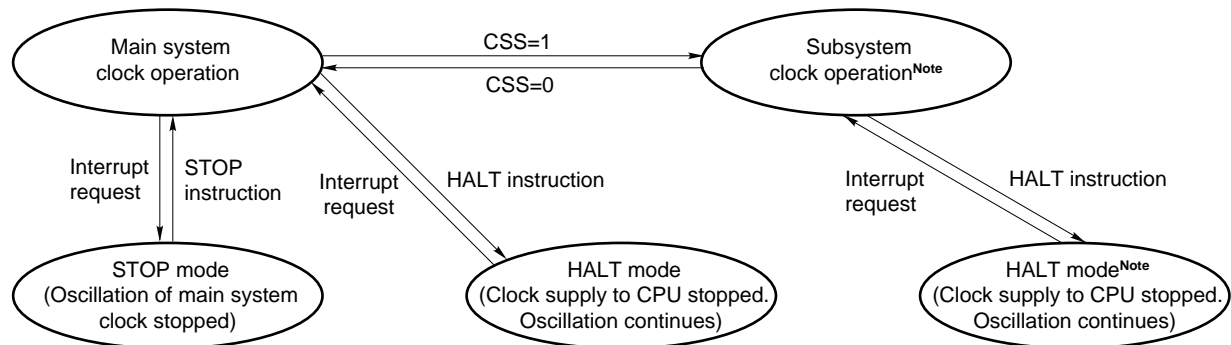 Main system
clock operation
CSS=1
CSS=0
Subsystem
clock operationNote
Interrupt
request
STOP
instruction
Interrupt
request
HALT instruction
Interrupt
request
HALT instruction
STOP mode
(Oscillation of main system
clock stopped)
HALT mode
(Clock supply to CPU stopped.
Oscillation continues)
HALT modeNote
(Clock supply to CPU stopped.
Oscillation continues)